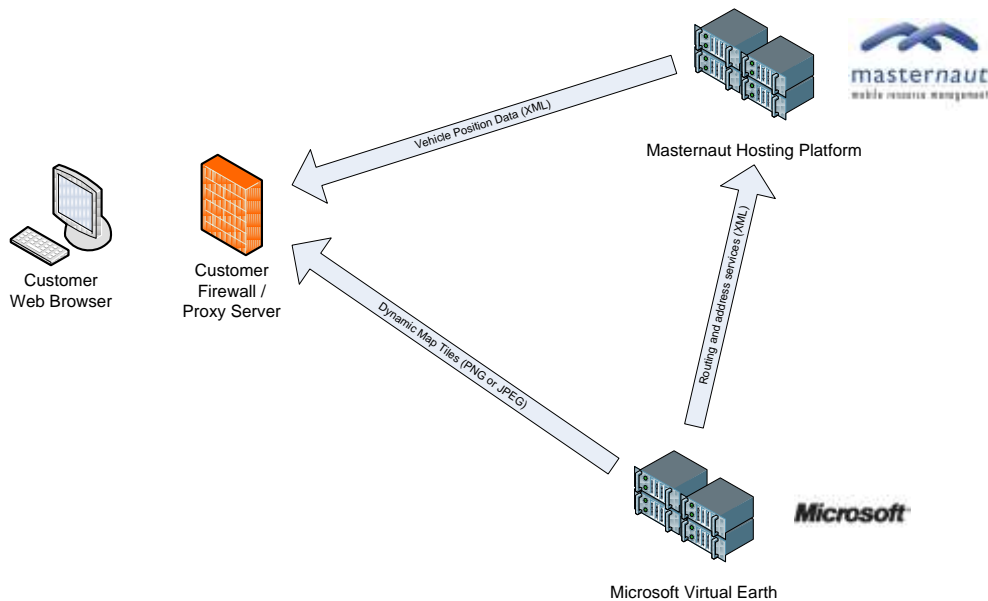 masternaut
mobile resource management
Masternaut Hosting Platform
Vehicle Position Data (XML)
Customer
Web Browser
Customer
Firewall /
Proxy Server
Routing and address services (XML)
Dynamic Map Tiles (PNG or JPEG)
Microsoft
Microsoft Virtual Earth